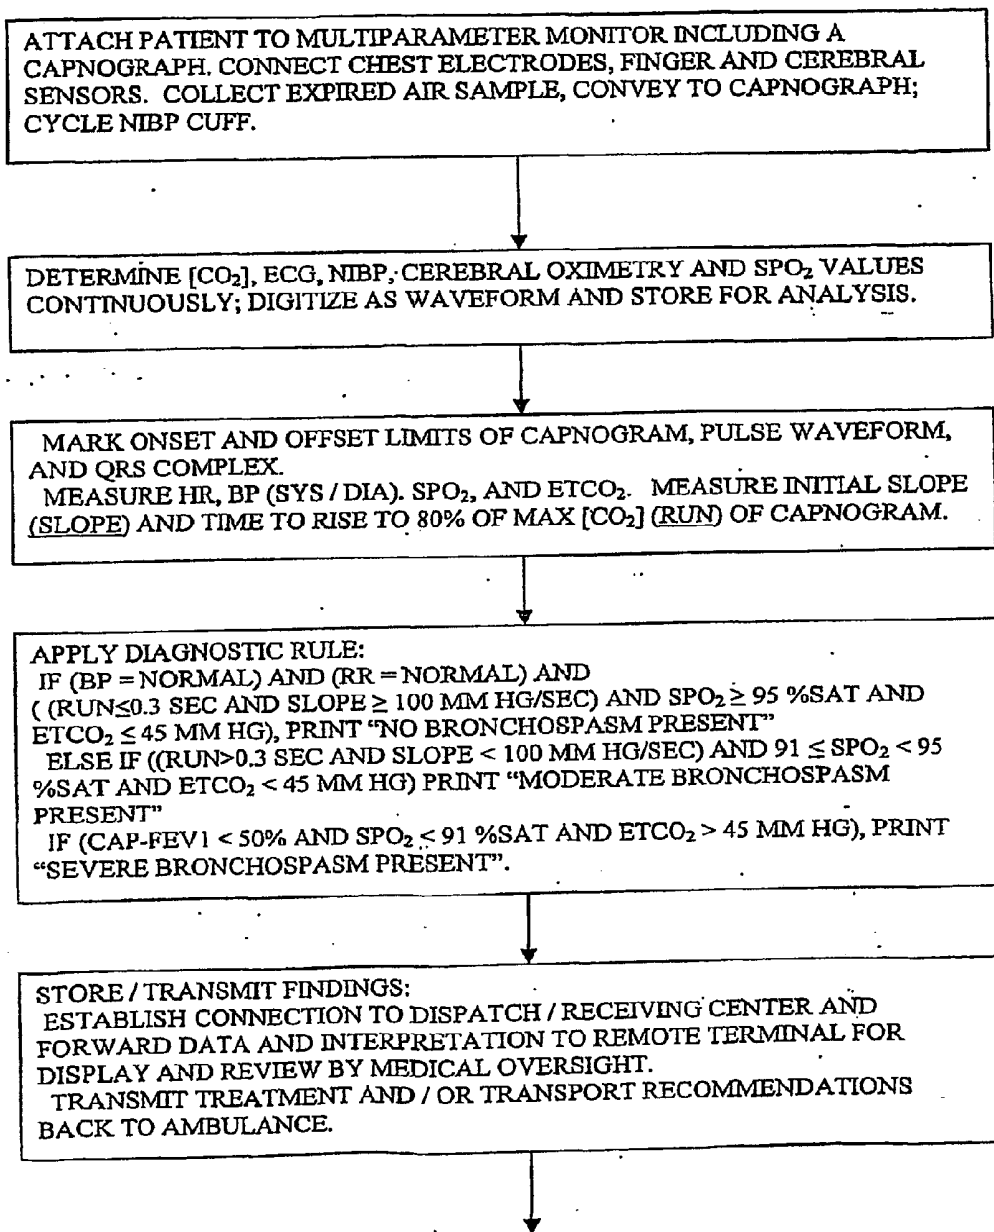 ATTACH PATIENT TO MULTIPARAMETER MONITOR INCLUDING A
CAPNOGRAPH. CONNECT CHEST ELECTRODES, FINGER AND CEREBRAL
SENSORS. COLLECT EXPIRED AIR SAMPLE, CONVEY TO CAPNOGRAPH;
CYCLE NIBP CUFF.
DETERMINE [CO₂], ECG, NIBP, CEREBRAL OXIMETRY AND SPO₂ VALUES
CONTINUOUSLY; DIGITIZE AS WAVEFORM AND STORE FOR ANALYSIS.
MARK ONSET AND OFFSET LIMITS OF CAPNOGRAM, PULSE WAVEFORM,
AND QRS COMPLEX.
MEASURE HR, BP (SYS / DIA). SPO₂, AND ETCO₂. MEASURE INITIAL SLOPE
(SLOPE) AND TIME TO RISE TO 80% OF MAX [CO₂] (RUN) OF CAPNOGRAM.
APPLY DIAGNOSTIC RULE:
IF (BP = NORMAL) AND (RR = NORMAL) AND
( (RUN≤0.3 SEC AND SLOPE ≥ 100 MM HG/SEC) AND SPO₂ ≥ 95 %SAT AND
ETCO₂ ≤ 45 MM HG), PRINT “NO BRONCHOSPASM PRESENT”
ELSE IF ((RUN>0.3 SEC AND SLOPE < 100 MM HG/SEC) AND 91 ≤ SPO₂ < 95
%SAT AND ETCO₂ < 45 MM HG) PRINT “MODERATE BRONCHOSPASM
PRESENT”
IF (CAP-FEV1 < 50% AND SPO₂ ≤ 91 %SAT AND ETCO₂ > 45 MM HG), PRINT
“SEVERE BRONCHOSPASM PRESENT”.
STORE / TRANSMIT FINDINGS:
ESTABLISH CONNECTION TO DISPATCH / RECEIVING CENTER AND
FORWARD DATA AND INTERPRETATION TO REMOTE TERMINAL FOR
DISPLAY AND REVIEW BY MEDICAL OVERSIGHT.
TRANSMIT TREATMENT AND / OR TRANSPORT RECOMMENDATIONS
BACK TO AMBULANCE.